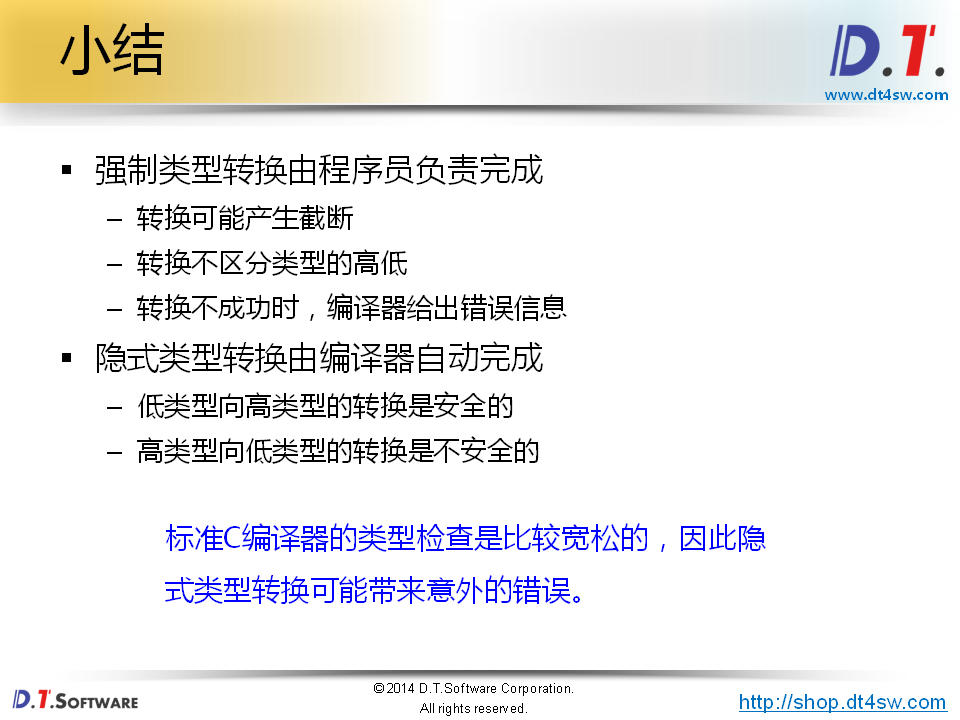 小结
D.T.
www.dt4sw.com
▪ 强制类型转换由程序员负责完成
– 转换可能产生截断
– 转换不区分类型的高低
– 转换不成功时，编译器给出错误信息
▪ 隐式类型转换由编译器自动完成
– 低类型向高类型的转换是安全的
– 高类型向低类型的转换是不安全的
标准C编译器的类型检查是比较宽松的，因此隐
式类型转换可能带来意外的错误。
D.T.SOFTWARE
©2014 D.T.Software Corporation.
All rights reserved.
http://shop.dt4sw.com